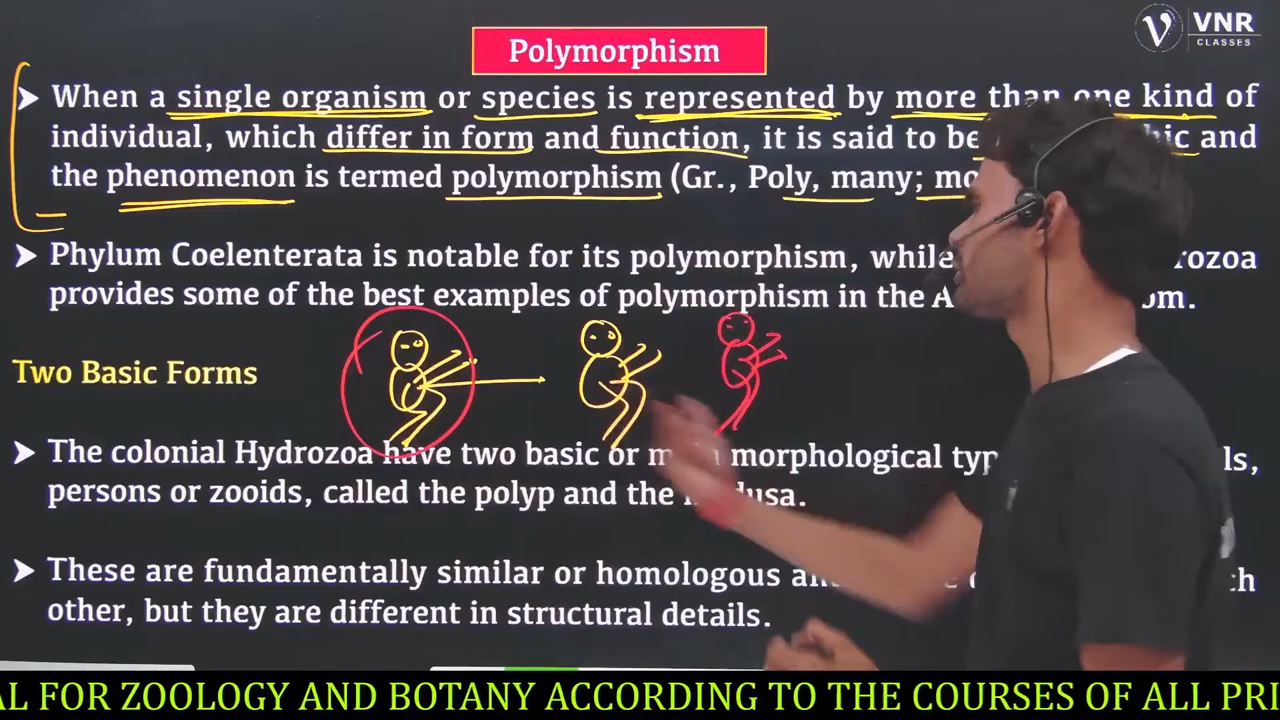 VNR
CLASSES
Polymorphism
When a single organism or species is represented by more than one kind of
individual, which differ in form and function, it is said to be and
the phenomenon is termed polymorphism (Gr., Poly, many;
Phylum Coelenterata is notable for its polymorphism, while
provides some of the best examples of polymorphism in the
Two Basic Forms
The colonial Hydrozoa have two basic or morphological
persons or zooids, called the polyp and the medusa.
These are fundamentally similar or homologous
other, but they are different in structural details.
FOR ZOOLOGY AND BOTANY ACCORDING TO THE COURSES OF ALL